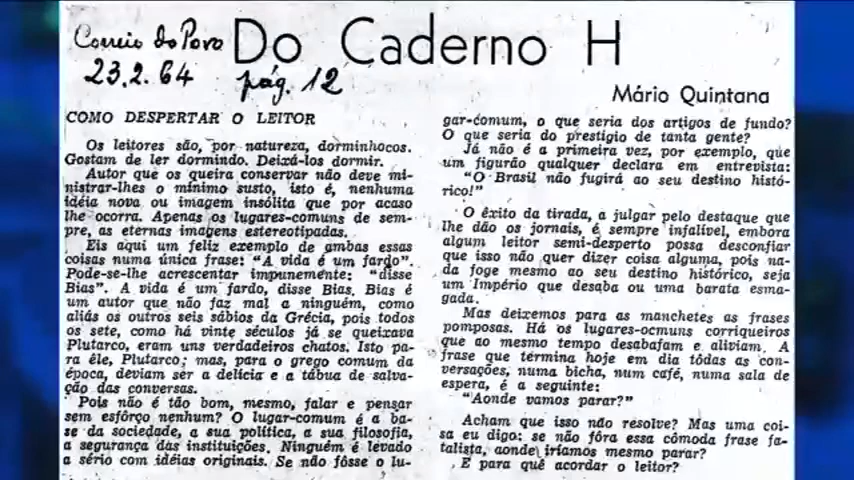 Correio do Povo
23.2.64 pág. 12
Do Caderno H
Mário Quintana
COMO DESPERTAR O LEITOR
Os leitores são, por natureza, dorminhocos.
Gostam de ler dormindo. Deixá-los dormir.
Autor que os queira conservar não deve mi-
nistrar-lhes o mínimo susto, isto é, nenhuma
idéia nova ou imagem insólita que por acaso
lhe ocorra. Apenas os lugares-comuns de sem-
pre, as eternas imagens estereotipadas.
Eis aqui um feliz exemplo de ambas essas
coisas numa única frase: "A vida é um fardo".
Pode-se-lhe acrescentar impunemente: "disse
Bias". A vida é um fardo, disse Bias. Bias é
um autor que não faz mal a ninguém, como
aliás os outros seis sábios da Grécia, pois todos
os sete, como há vinte séculos já se queixava
Plutarco, eram uns verdadeiros chatos. Isto pa-
ra êle, Plutarco; mas, para o grego comum da
época, deviam ser a delícia e a tábua de salva-
ção das conversas.
Pois não é tão bom, mesmo, falar e pensar
sem esfôrço nenhum? O lugar-comum é a ba-
se da sociedade, a sua política, a sua filosofia,
a segurança das instituições. Ninguém é levado
a sério com idéias originais. Se não fôsse o lu-
gar-comum, o que seria dos artigos de fundo?
O que seria do prestígio de tanta gente?
Já não é a primeira vez, por exemplo, que
um figurão qualquer declara em entrevista:
"O Brasil não fugirá ao seu destino histó-
rico!"
O êxito da tirada, a julgar pelo destaque que
lhe dão os jornais, é sempre infalível, embora
algum leitor semi-desperto possa desconfiar
que isso não quer dizer coisa alguma, pois na-
da foge mesmo ao seu destino histórico, seja
um Império que desaba ou uma barata esma-
gada.
Mas deixemos para as manchetes as frases
pomposas. Há os lugares-ocmuns corriqueiros
que ao mesmo tempo desabafam e aliviam. A
frase que termina hoje em dia tôdas as con-
versações, numa bicha, num café, numa sala de
espera, é a seguinte:
"Aonde vamos parar?"
Acham que isso não resolve? Mas uma coi-
sa eu digo: se não fôra essa cômoda frase fa-
talista, aonde iríamos mesmo parar?
E para quê acordar o leitor?